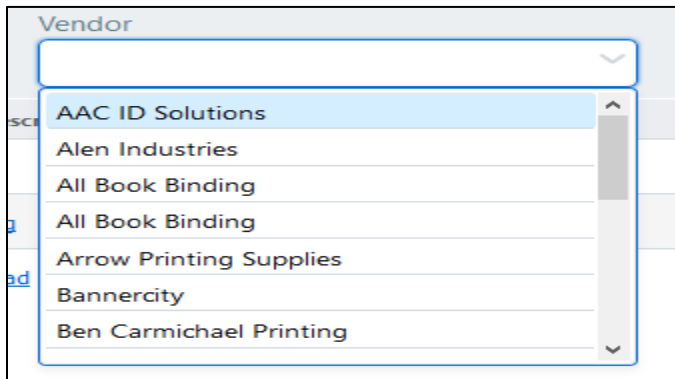 Vendor
AAC ID Solutions
Alen Industries
All Book Binding
All Book Binding
Arrow Printing Supplies
Bannercity
Ben Carmichael Printing